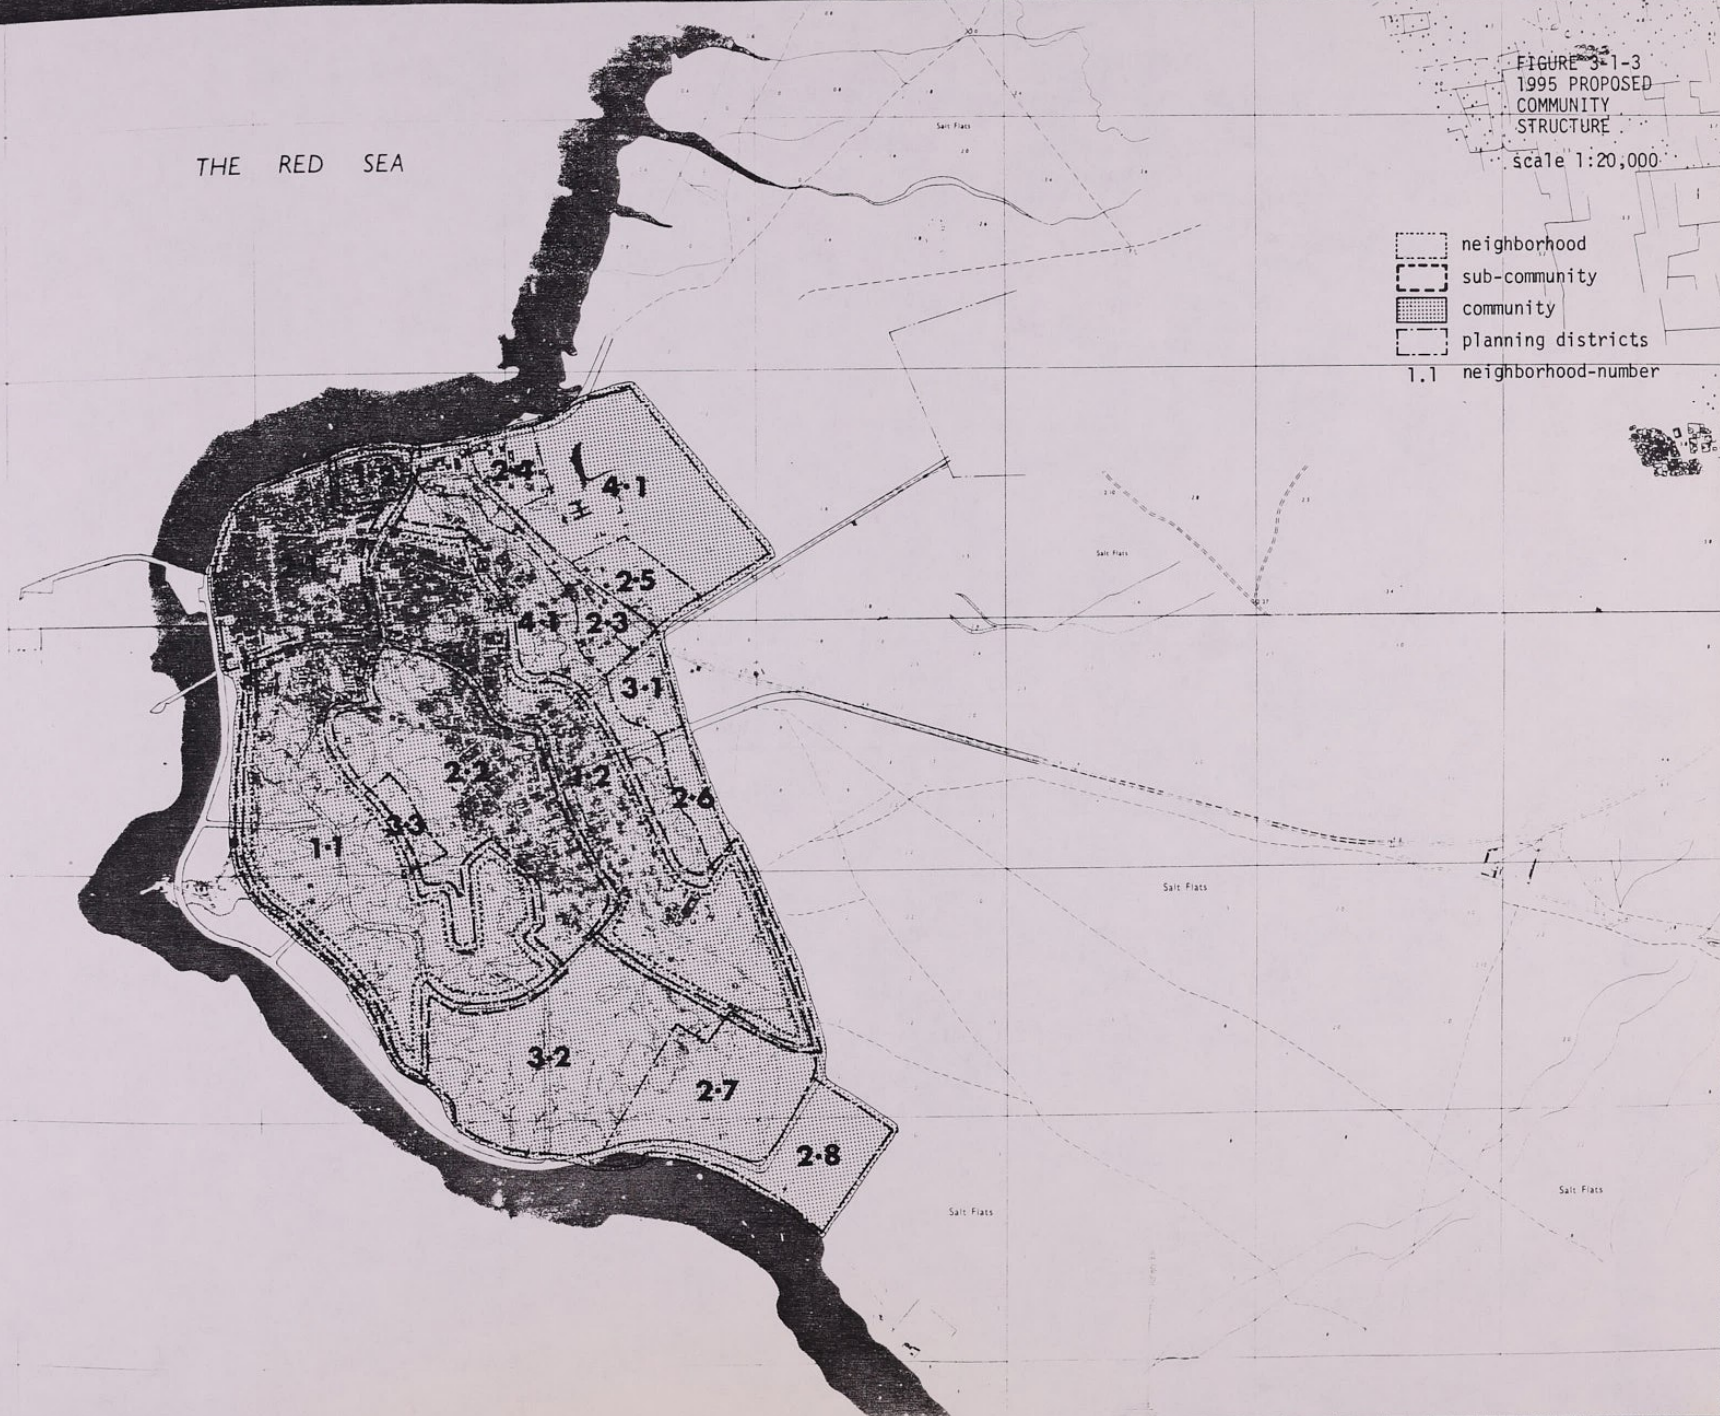 FIGURE 3-1-3
1995 PROPOSED
COMMUNITY
STRUCTURE
scale 1:20,000
THE RED SEA
Salt Flats
neighborhood
sub-community
community
planning districts
1.1 neighborhood-number
1·2
2·4
4·1
Salt Flats
2·5
4·1
2·3
3·1
2·2
2·6
3·3
1·1
Salt Flats
3·2
2·7
2·8
Salt Flats
Salt Flats